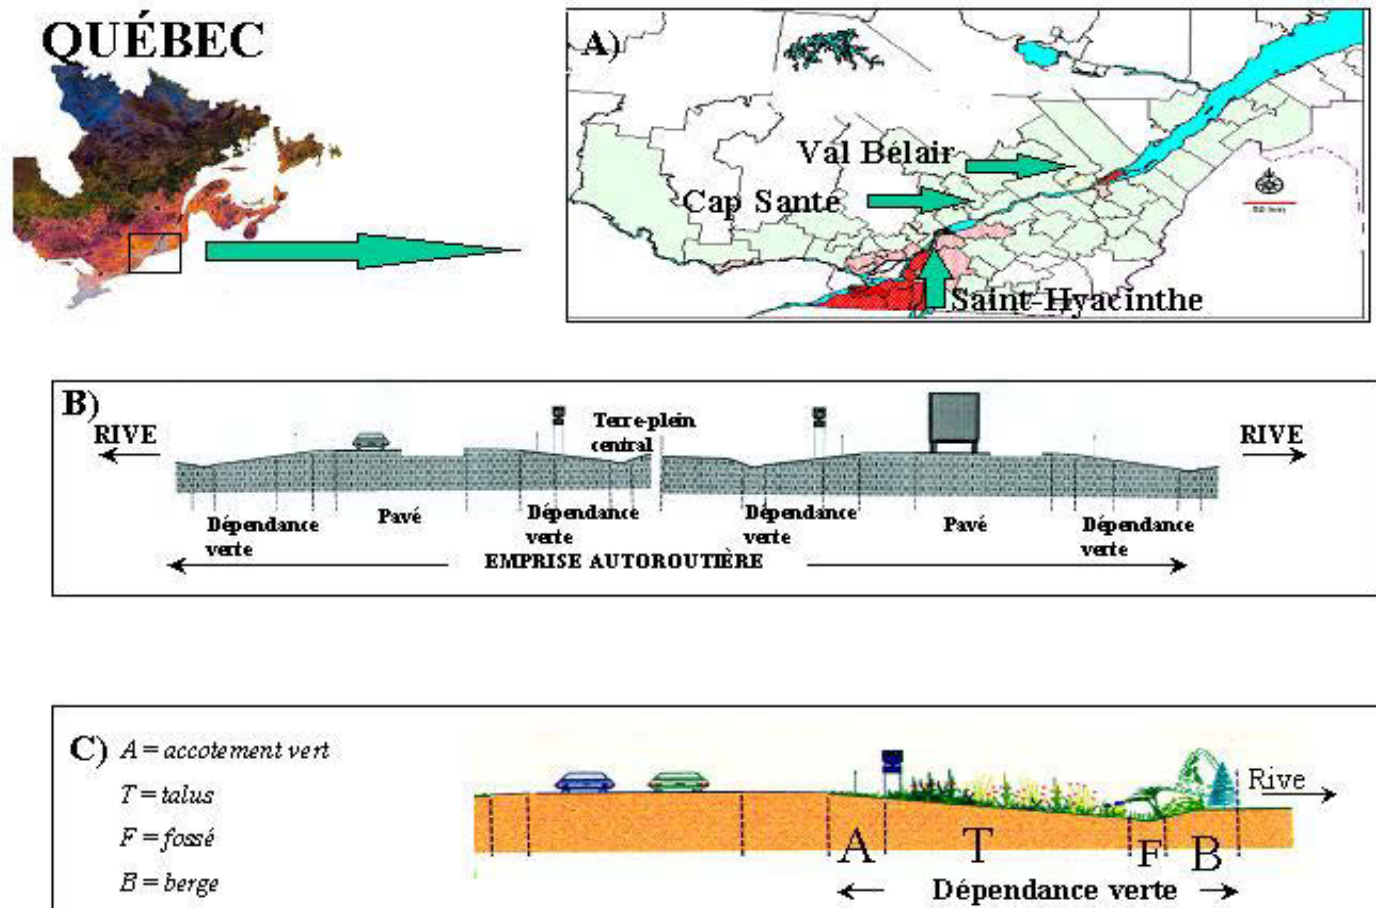 QUÉBEC
A)
Val Bélair
Cap Santé
Saint-Hyacinthe
B)
RIVE
Terre-plein
central
RIVE
Dépendance
verte
Pavé
Dépendance
verte
Dépendance
verte
Pavé
Dépendance
verte
EMPRISE AUTOROUTIÈRE
C)
A = accotement vert
T = talus
F = fossé
B = berge
Rive
A
T
F
B
Dépendance verte